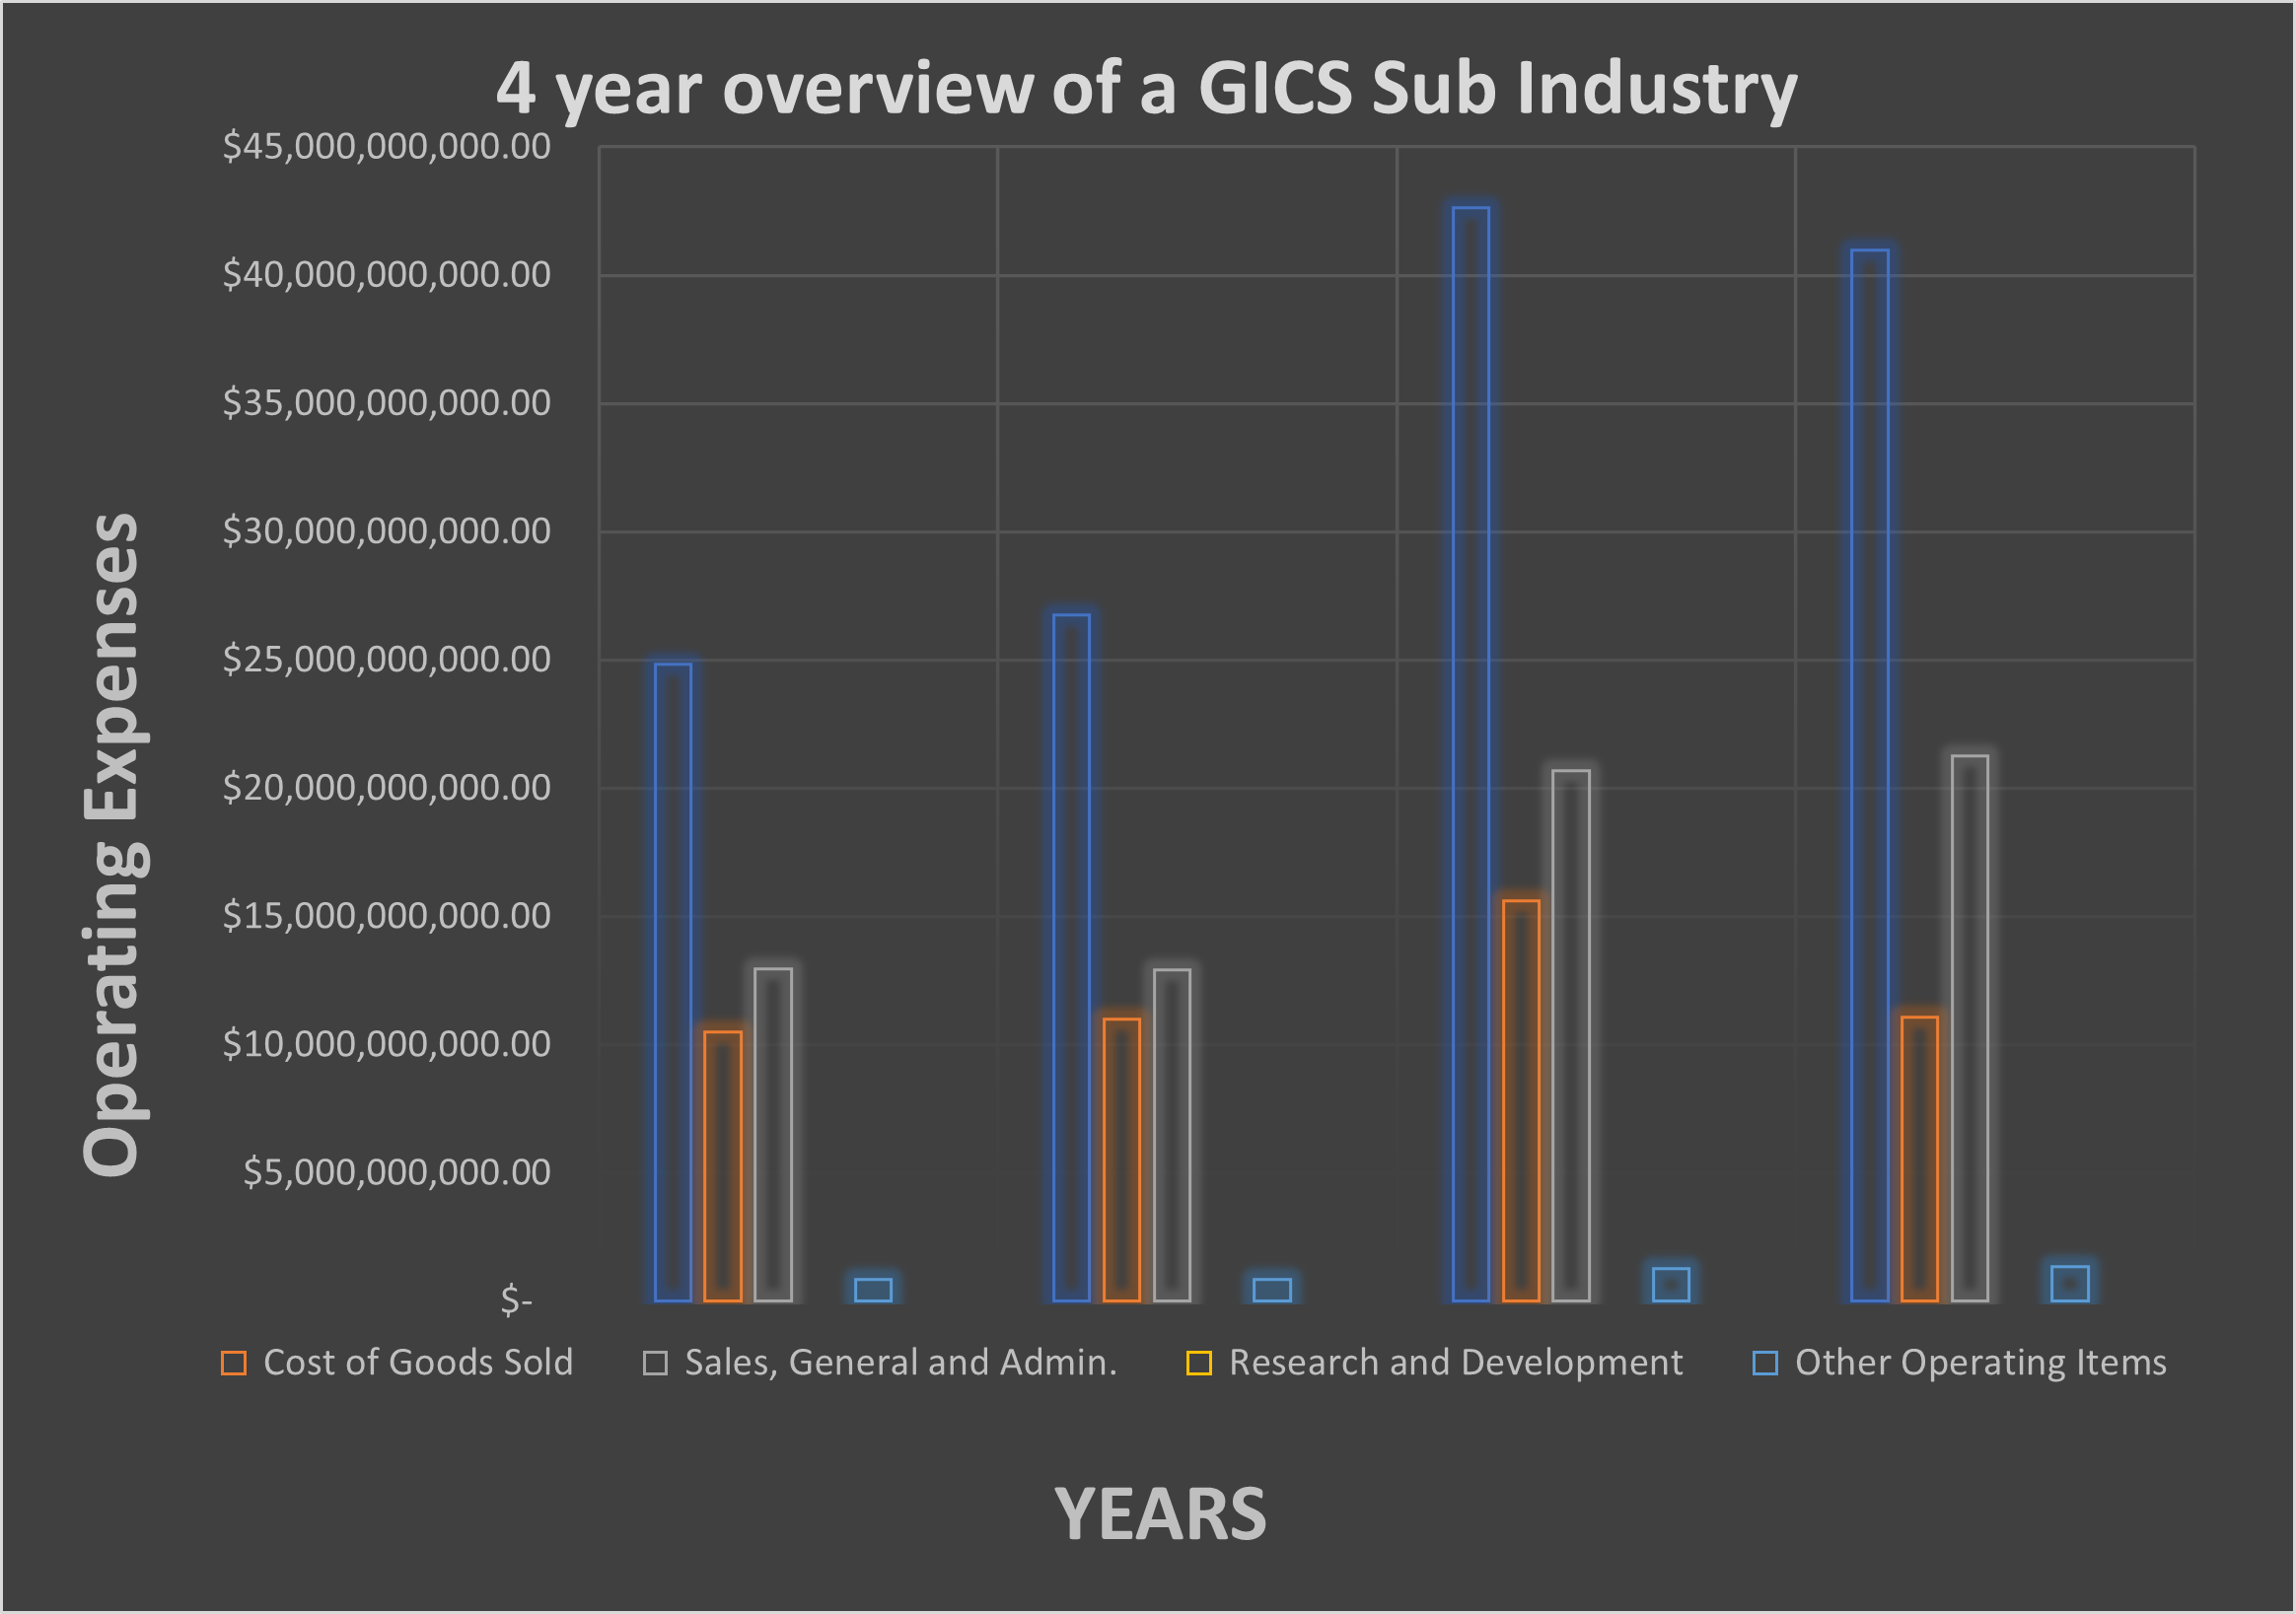 4 year overview of a GICS Sub Industry
$45,000,000,000.00
$40,000,000,000.00
$35,000,000,000.00
$30,000,000,000.00
$25,000,000,000.00
$20,000,000,000.00
$15,000,000,000.00
$10,000,000,000.00
$5,000,000,000.00
$-
Operating Expenses
Cost of Goods Sold
Sales, General and Admin.
Research and Development
Other Operating Items
YEARS